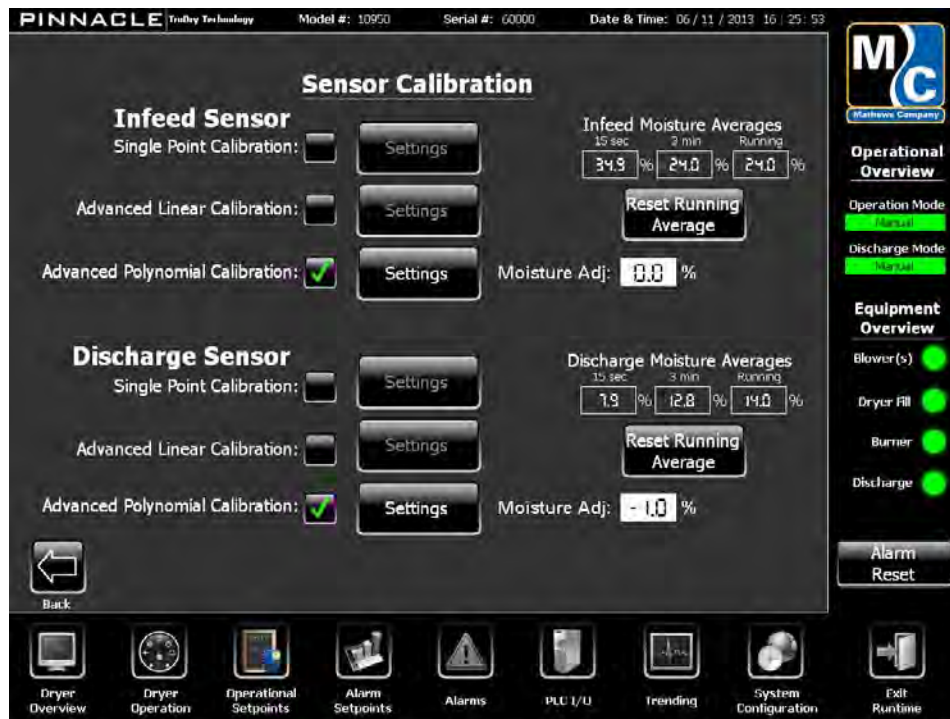 PINNACLE TruDry Technology Model #: 10950 Serial #: 60000 Date & Time: 06 / 11 / 2013 16 : 25 : 53
MC
Mathews Company
Sensor Calibration
Infeed Sensor
Single Point Calibration: Settings
Advanced Linear Calibration: Settings
Advanced Polynomial Calibration: Settings
Infeed Moisture Averages
15 sec 3 min Running
34.9 % 24.0 % 24.0 %
Reset Running
Average
Moisture Adj: 0.0 %
Discharge Sensor
Single Point Calibration: Settings
Advanced Linear Calibration: Settings
Advanced Polynomial Calibration: Settings
Discharge Moisture Averages
15 sec 3 min Running
7.9 % 12.8 % 14.0 %
Reset Running
Average
Moisture Adj: -1.0 %
Back
Operational
Overview
Operation Mode
Manual
Discharge Mode
Manual
Equipment
Overview
Blower(s)
Dryer Fill
Burner
Discharge
Alarm
Reset
Dryer
Overview
Dryer
Operation
Operational
Setpoints
Alarm
Setpoints
Alarms
PLC I/O
Trending
System
Configuration
Exit
Runtime